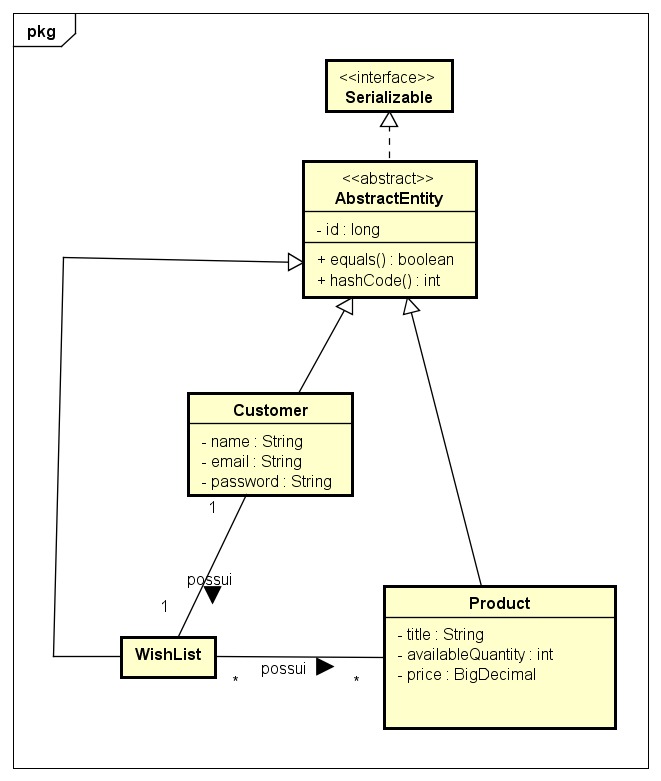 pkg
<<interface>>
Serializable
<<abstract>>
AbstractEntity
- id : long
+ equals() : boolean
+ hashCode() : int
Customer
- name : String
- email : String
- password : String
1
possui
1
WishList
*
possui
*
Product
- title : String
- availableQuantity : int
- price : BigDecimal